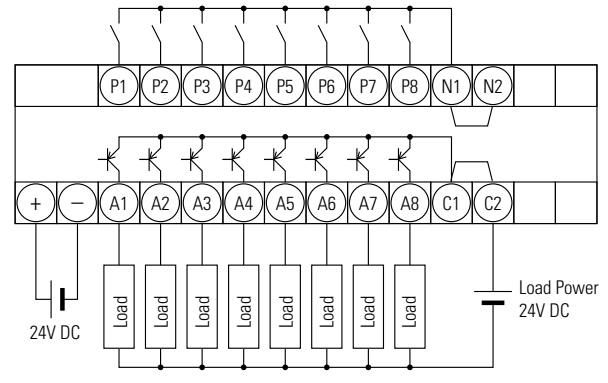 P1 P2 P3 P4 P5 P6 P7 P8 N1 N2
+ − A1 A2 A3 A4 A5 A6 A7 A8 C1 C2
Load Load Load Load Load Load Load Load
24V DC
Load Power
24V DC